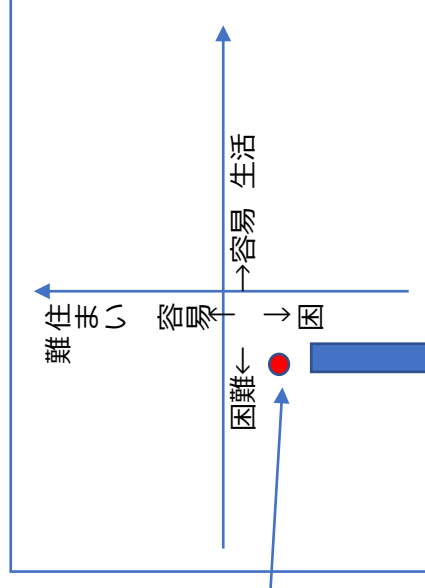 住まい 容易← →困
難
困難← →容易 生活